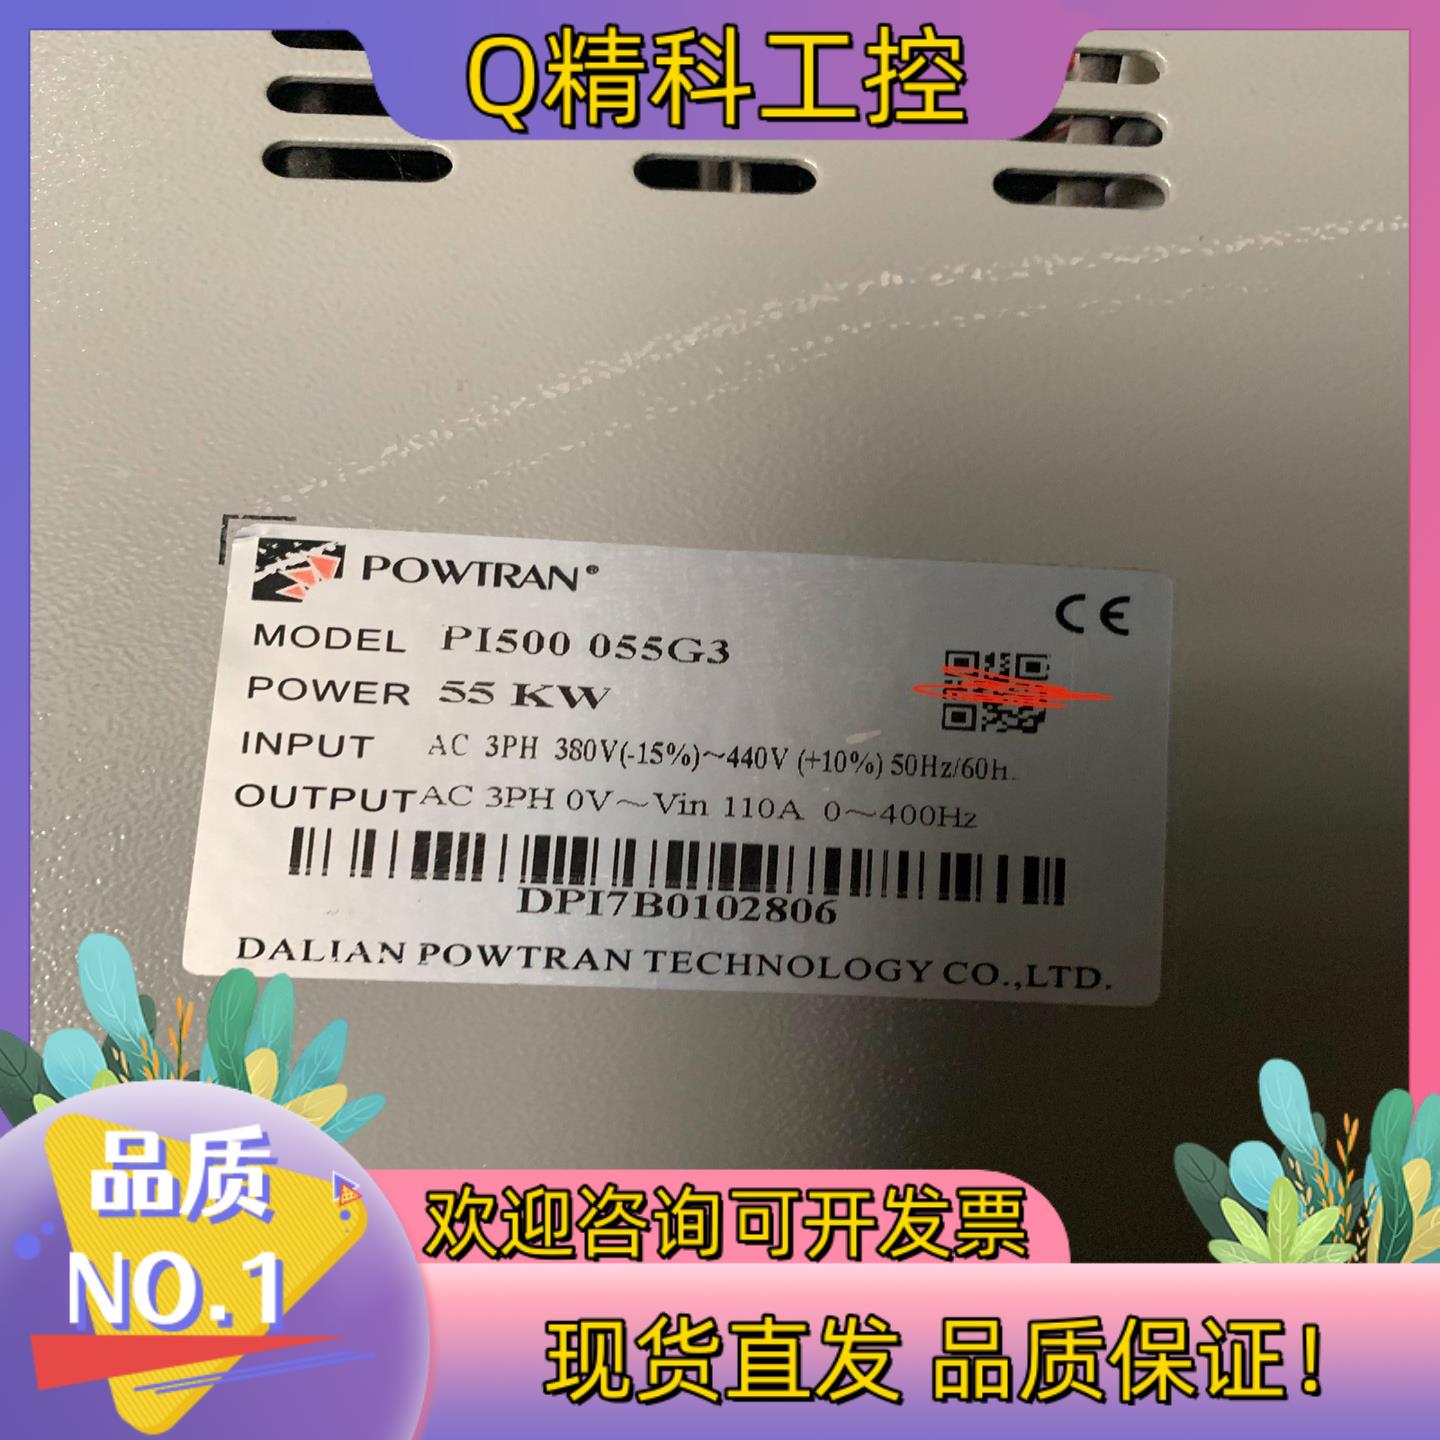 Q精科工控
POWTRAN®
CE
MODEL PI500 055G3
POWER 55 KW
INPUT AC 3PH 380V(-15%)~440V (+10%) 50Hz/60H
OUTPUT AC 3PH 0V~Vin 110A 0~400Hz
DPI7B0102806
DALIAN POWTRAN TECHNOLOGY CO.,LTD.
品质
NO.1
欢迎咨询可开发票
现货直发 品质保证!